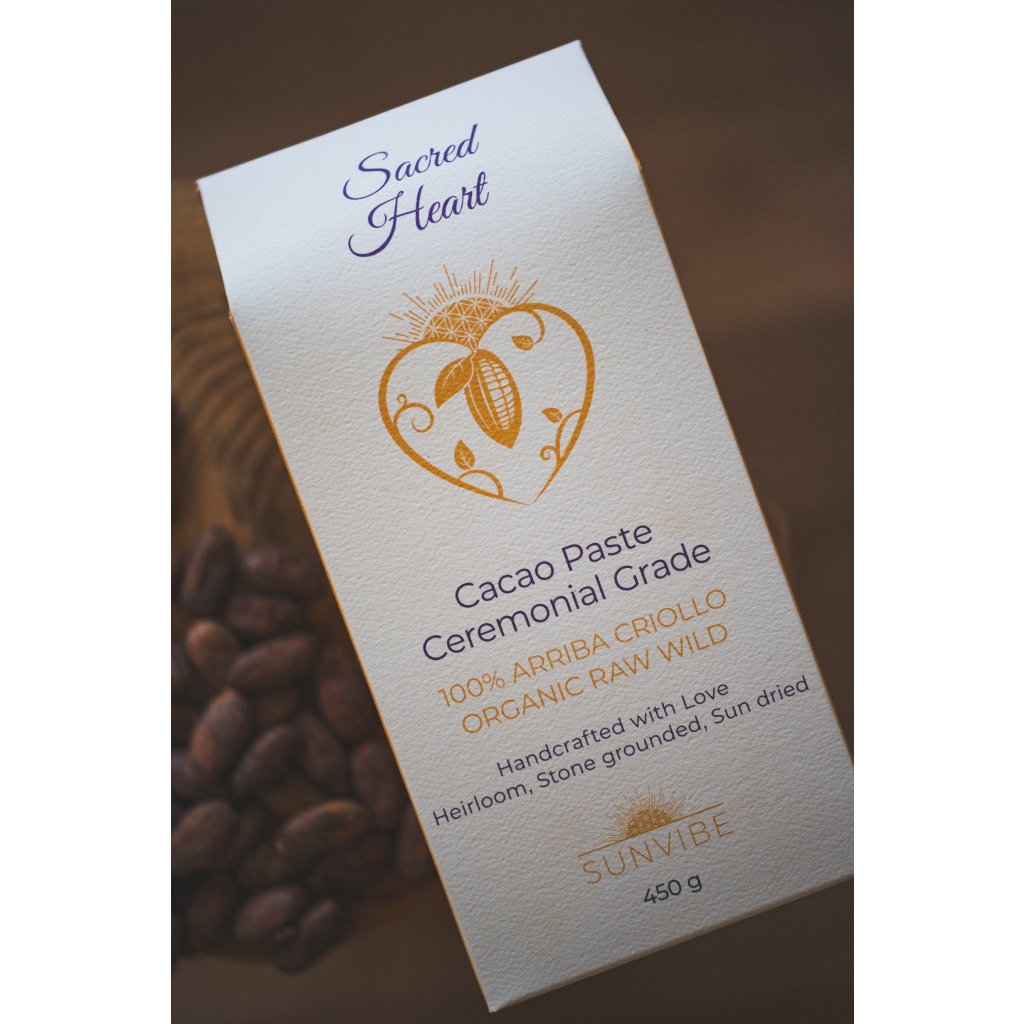 Sacred
Heart
Cacao Paste
Ceremonial Grade
100% ARRIBA CRIOLLO
ORGANIC RAW WILD
Handcrafted with Love
Heirloom, Stone grounded, Sun dried
SUNVIBE
450 g